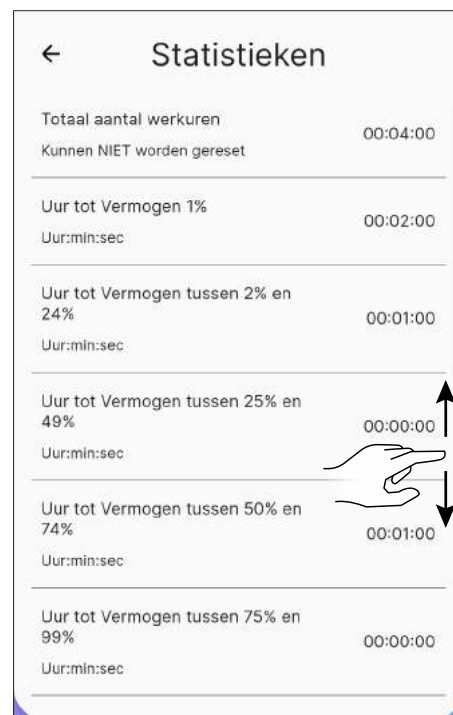 Statistieken
Totaal aantal werkuren
00:04:00
Kunnen NIET worden gereset
Uur tot Vermogen 1%
00:02:00
Uur:min:sec
Uur tot Vermogen tussen 2% en
24%
00:01:00
Uur:min:sec
Uur tot Vermogen tussen 25% en
49%
00:00:00
Uur:min:sec
Uur tot Vermogen tussen 50% en
74%
00:01:00
Uur:min:sec
Uur tot Vermogen tussen 75% en
99%
00:00:00
Uur:min:sec